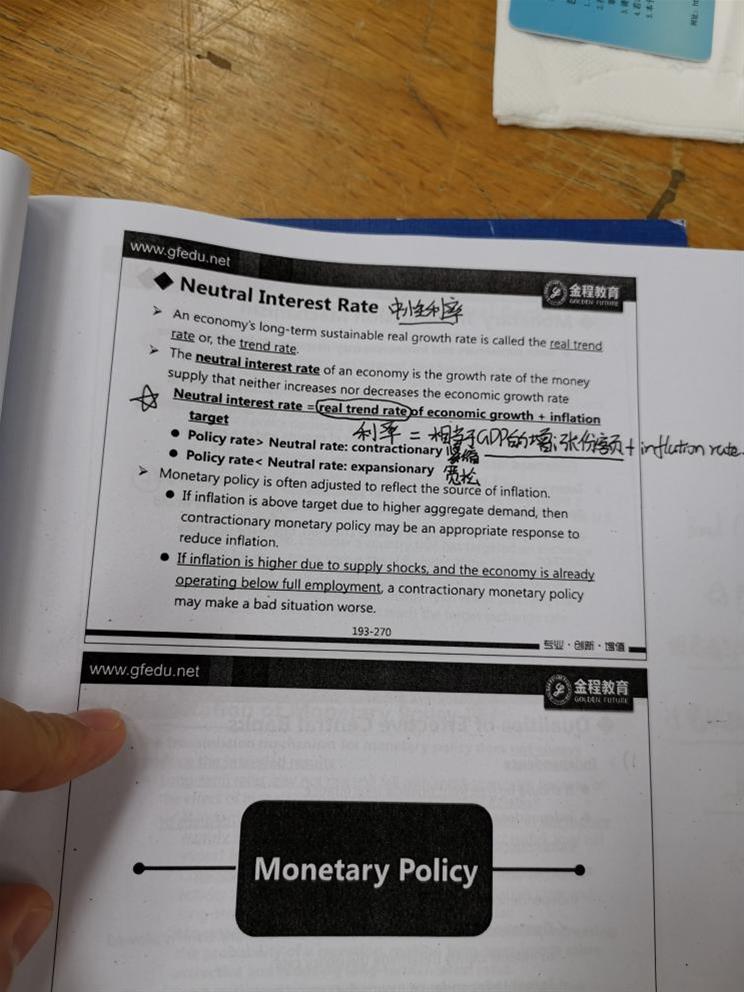 www.gfedu.net
金程教育
GOLDEN FUTURE
Neutral Interest Rate 中性利率
An economy's long-term sustainable real growth rate is called the real trend
rate or, the trend rate.
The neutral interest rate of an economy is the growth rate of the money
supply that neither increases nor decreases the economic growth rate
Neutral interest rate = real trend rate of economic growth + inflation
target
利率 = 相当于GDP的增张份额 + inflation rate.
Policy rate> Neutral rate: contractionary 紧缩
Policy rate< Neutral rate: expansionary 宽松
Monetary policy is often adjusted to reflect the source of inflation.
If inflation is above target due to higher aggregate demand, then
contractionary monetary policy may be an appropriate response to
reduce inflation.
If inflation is higher due to supply shocks, and the economy is already
operating below full employment, a contractionary monetary policy
may make a bad situation worse.
193-270
专业·创新·增值
www.gfedu.net
金程教育
GOLDEN FUTURE
Monetary Policy